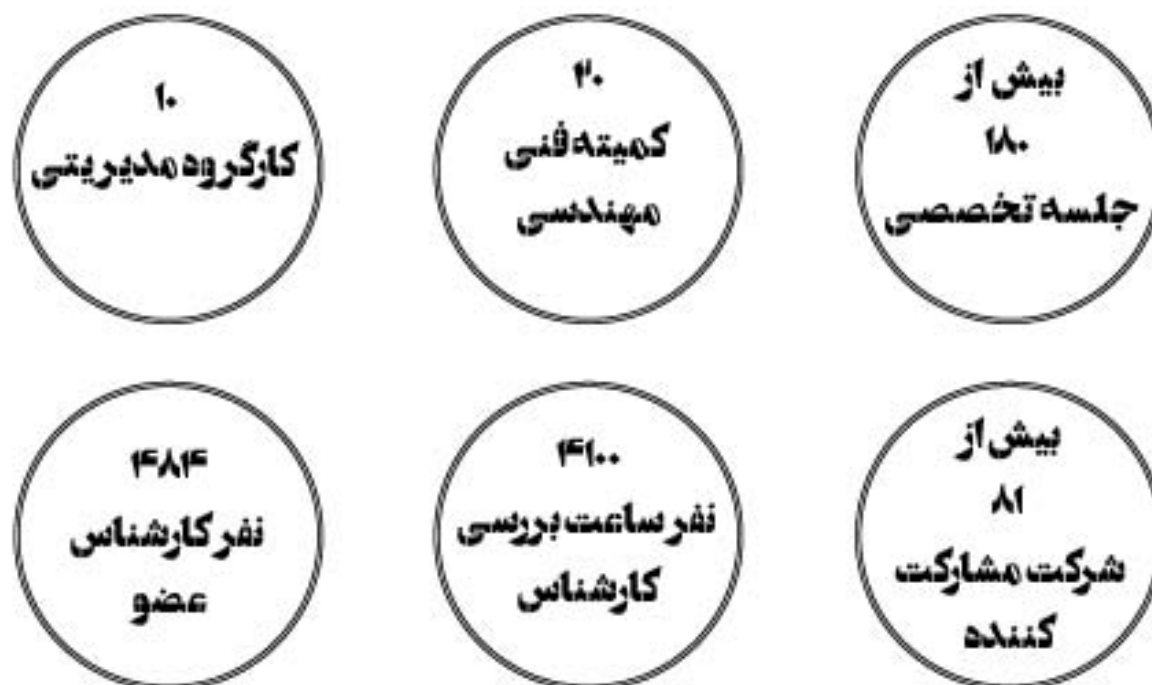 بیش از
۱۸۰
جلسه تخصصی
۲۰
کمیته فنی
مهندسی
۱۰
کارگروه مدیریتی
بیش از
۸۱
شرکت مشارکت
کننده
۴۱۰۰
نفر ساعت بررسی
کارشناس
۴۸۴
نفر کارشناس
عضو